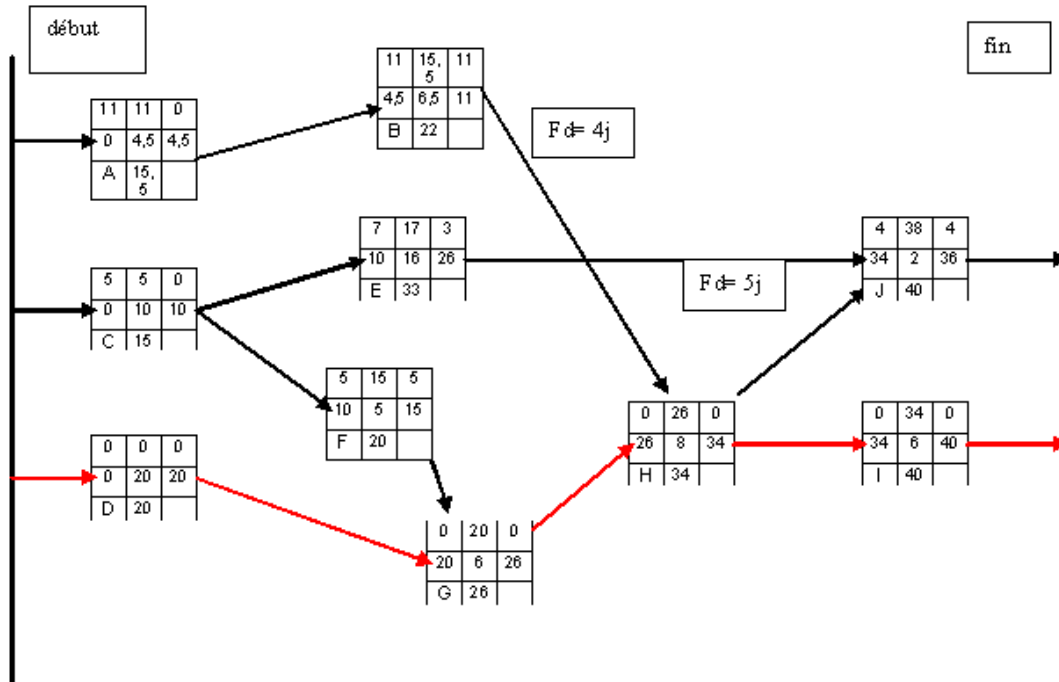 début
fin
11 15,5 11
4,5 6,5 11
B 22
11 11 0
0 4,5 4,5
A 15,5
Fd= 4j
7 17 3
10 16 26
E 33
4 38 4
34 2 36
J 40
5 5 0
0 10 10
C 15
Fd= 5j
5 15 5
10 5 15
F 20
0 26 0
26 8 34
H 34
0 34 0
34 6 40
I 40
0 0 0
0 20 20
D 20
0 20 0
20 6 26
G 26